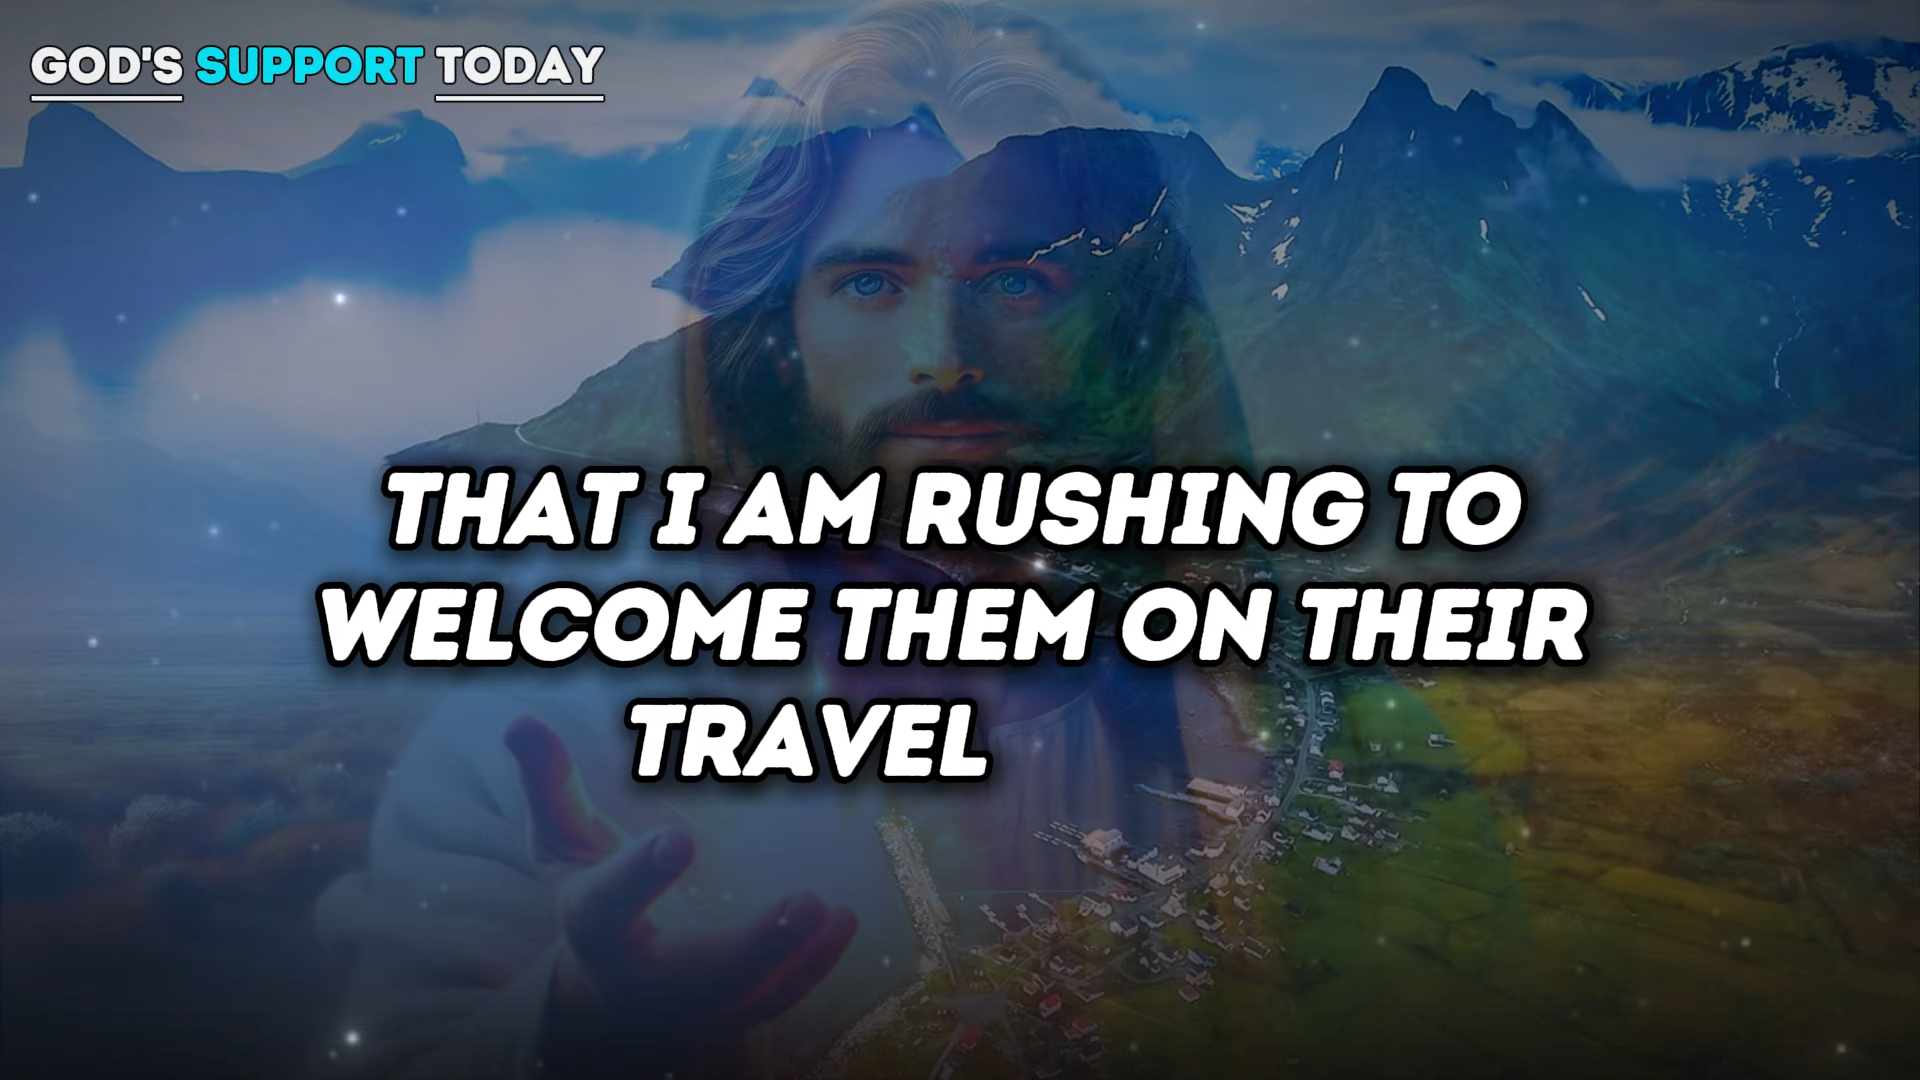 GOD'S SUPPORT TODAY
THAT I AM RUSHING TO
WELCOME THEM ON THEIR
TRAVEL